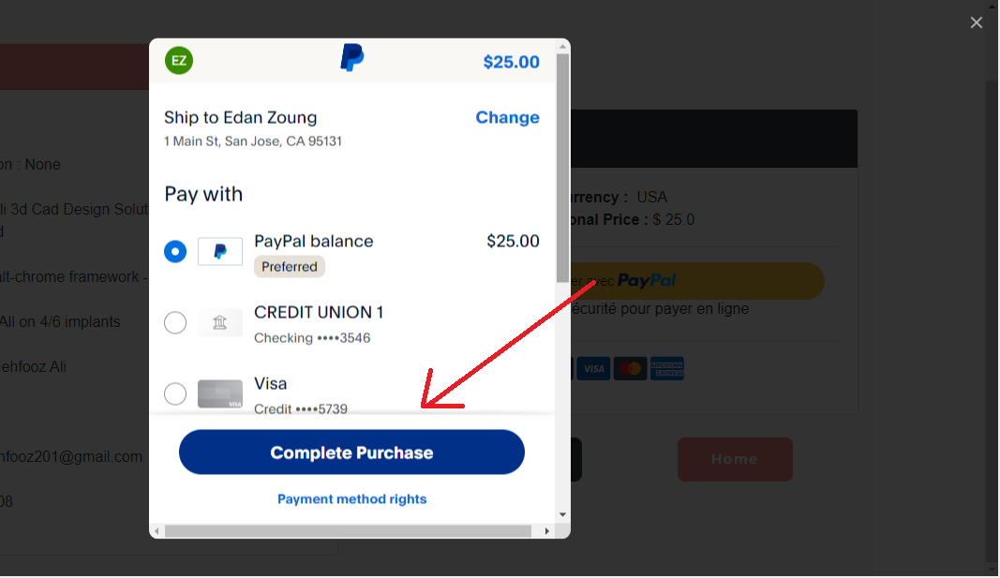 EZ
$25.00
Ship to Edan Zoung
Change
1 Main St, San Jose, CA 95131
Pay with
PayPal balance
$25.00
Preferred
CREDIT UNION 1
Checking ••••3546
Visa
Credit ••••5739
VISA
Complete Purchase
Payment method rights
on : None
li 3d Cad Design Solut
d
alt-chrome framework -
All on 4/6 implants
ehfooz Ali
nfooz201@gmail.com
08
urrency : USA
onal Price : $ 25.0
er avec PayPal
écurité pour payer en ligne
VISA
AMERICAN EXPRESS
Home